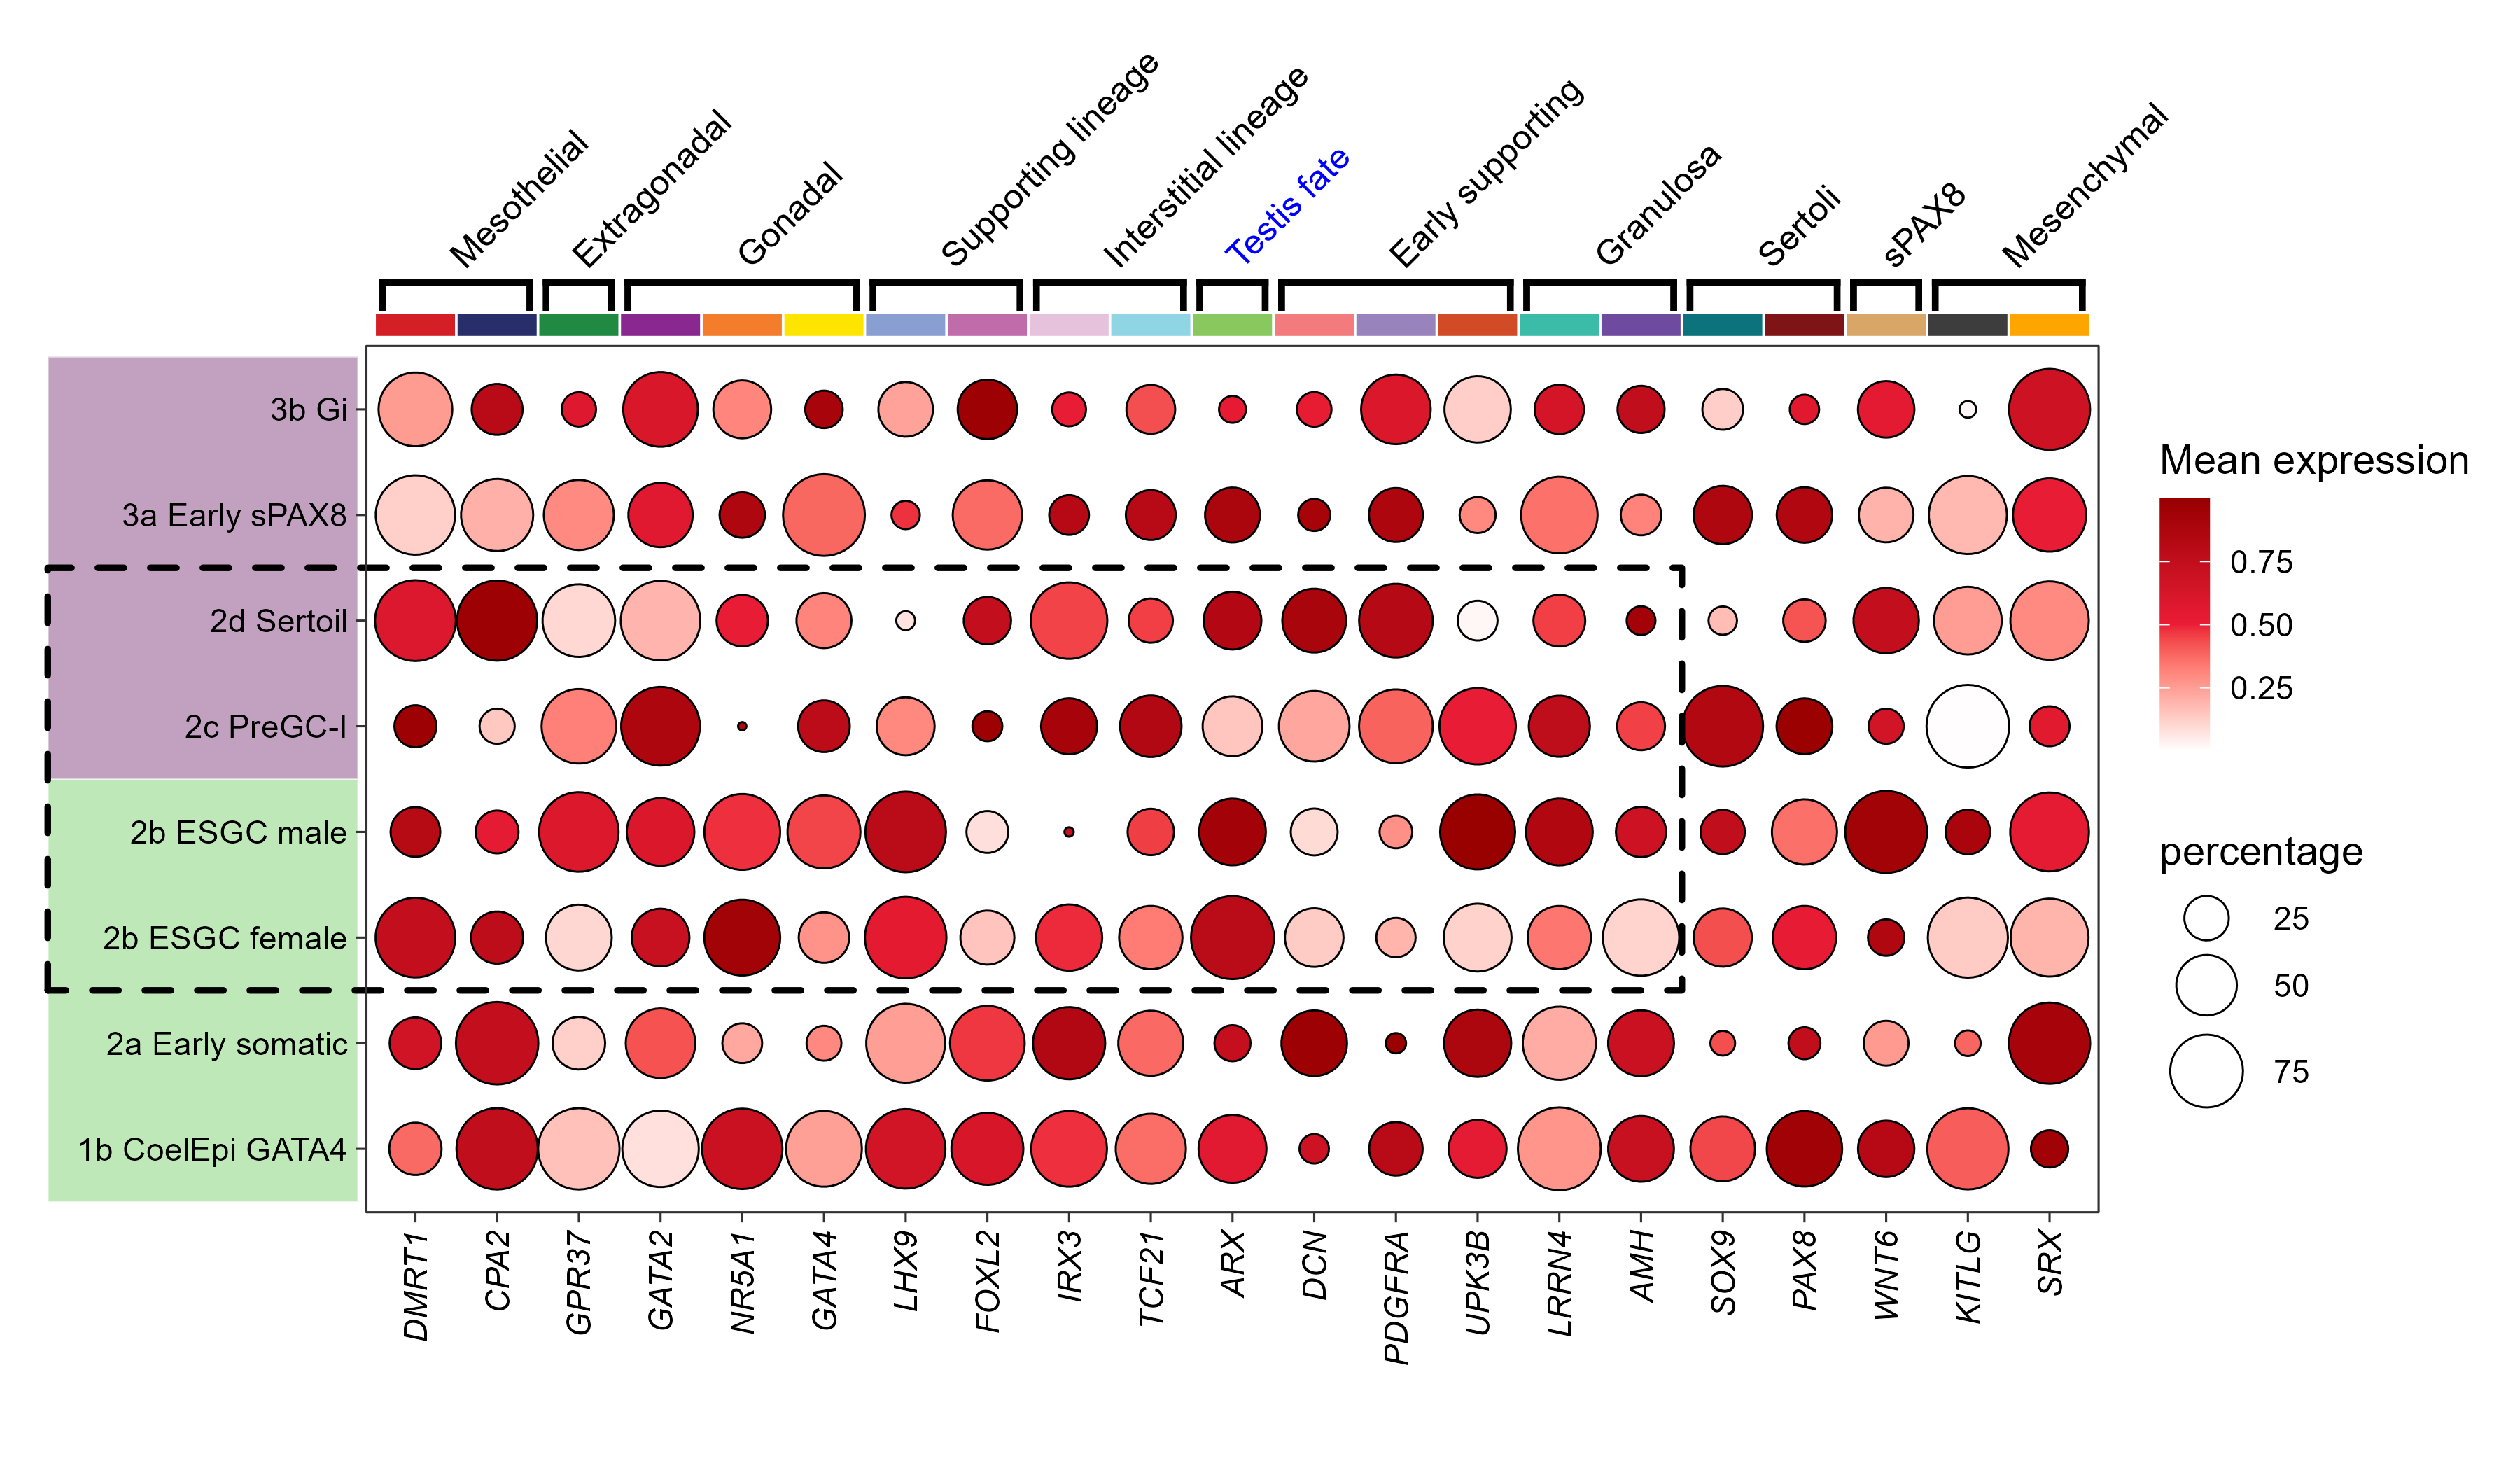 Mesothelial
Extragonadal
Gonadal
Supporting lineage
Interstitial lineage
Testis fate
Early supporting
Granulosa
Sertoli
sPAX8
Mesenchymal
3b Gi
3a Early sPAX8
2d Sertoil
2c PreGC-I
2b ESGC male
2b ESGC female
2a Early somatic
1b CoelEpi GATA4
DMRT1
CPA2
GPR37
GATA2
NR5A1
GATA4
LHX9
FOXL2
IRX3
TCF21
ARX
DCN
PDGFRA
UPK3B
LRRN4
AMH
SOX9
PAX8
WNT6
KITLG
SRX
Mean expression
0.75
0.50
0.25
percentage
25
50
75